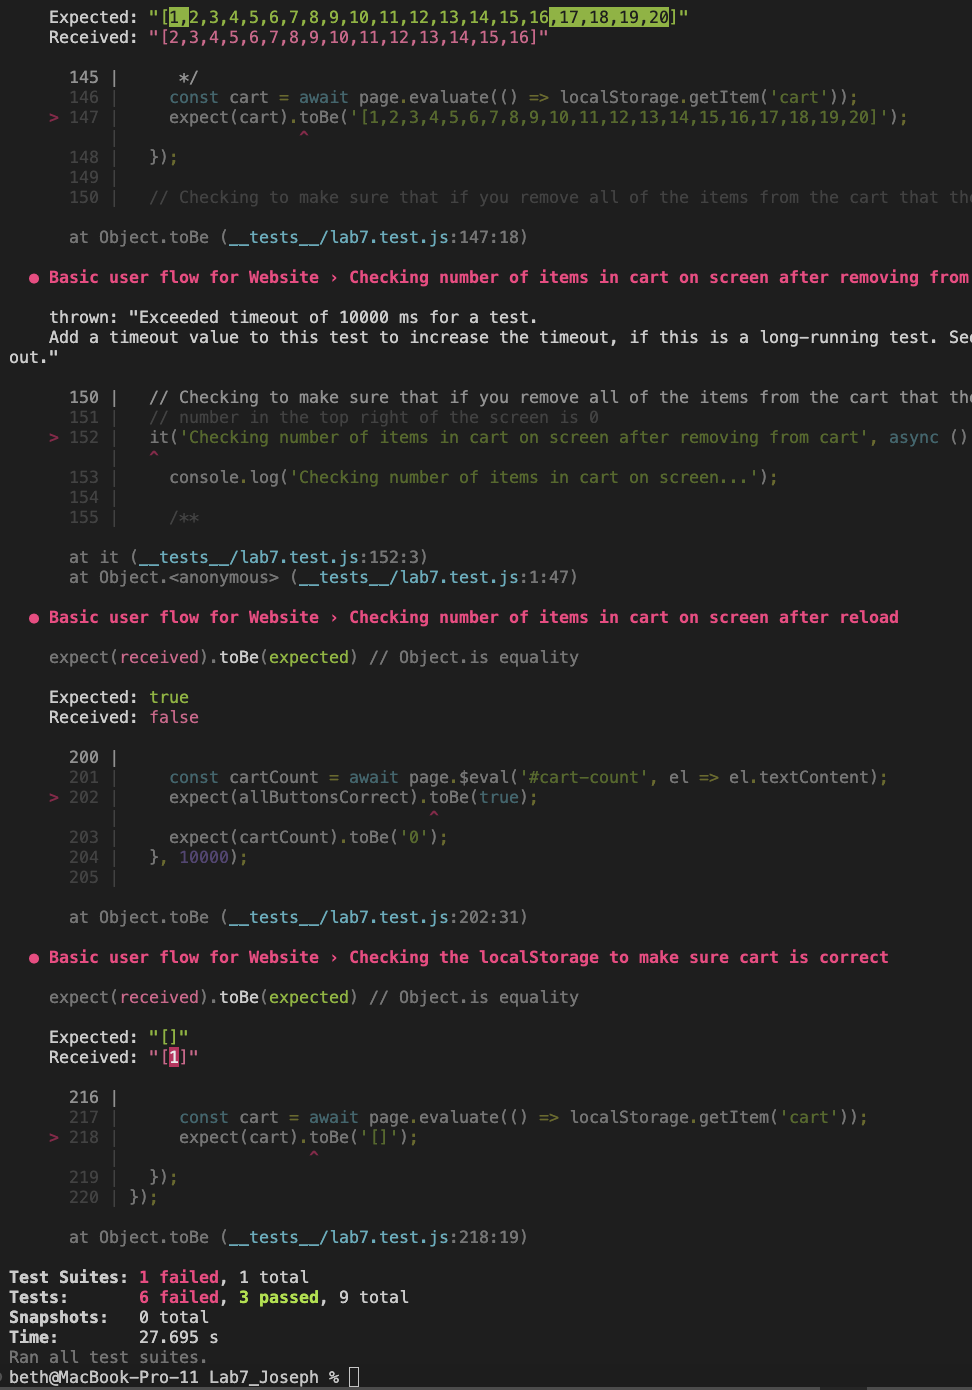 Expected: "[1,2,3,4,5,6,7,8,9,10,11,12,13,14,15,16,17,18,19,20]"
Received: "[2,3,4,5,6,7,8,9,10,11,12,13,14,15,16]"
145 | */
146 | const cart = await page.evaluate(() => localStorage.getItem('cart'));
> 147 | expect(cart).toBe('[1,2,3,4,5,6,7,8,9,10,11,12,13,14,15,16,17,18,19,20]');
| ^
148 | });
149 |
150 | // Checking to make sure that if you remove all of the items from the cart that the
at Object.toBe (__tests__/lab7.test.js:147:18)
● Basic user flow for Website › Checking number of items in cart on screen after removing from
thrown: "Exceeded timeout of 10000 ms for a test.
Add a timeout value to this test to increase the timeout, if this is a long-running test. See
out."
150 | // Checking to make sure that if you remove all of the items from the cart that the
151 | // number in the top right of the screen is 0
> 152 | it('Checking number of items in cart on screen after removing from cart', async ()
| ^
153 | console.log('Checking number of items in cart on screen...');
154 |
155 | /**
at it (__tests__/lab7.test.js:152:3)
at Object.<anonymous> (__tests__/lab7.test.js:1:47)
● Basic user flow for Website › Checking number of items in cart on screen after reload
expect(received).toBe(expected) // Object.is equality
Expected: true
Received: false
200 |
201 | const cartCount = await page.$eval('#cart-count', el => el.textContent);
> 202 | expect(allButtonsCorrect).toBe(true);
| ^
203 | expect(cartCount).toBe('0');
204 | }, 10000);
205 |
at Object.toBe (__tests__/lab7.test.js:202:31)
● Basic user flow for Website › Checking the localStorage to make sure cart is correct
expect(received).toBe(expected) // Object.is equality
Expected: "[]"
Received: "[1]"
216 |
217 | const cart = await page.evaluate(() => localStorage.getItem('cart'));
> 218 | expect(cart).toBe('[]');
| ^
219 | });
220 | });
at Object.toBe (__tests__/lab7.test.js:218:19)
Test Suites: 1 failed, 1 total
Tests: 6 failed, 3 passed, 9 total
Snapshots: 0 total
Time: 27.695 s
Ran all test suites.
beth@MacBook-Pro-11 Lab7_Joseph %